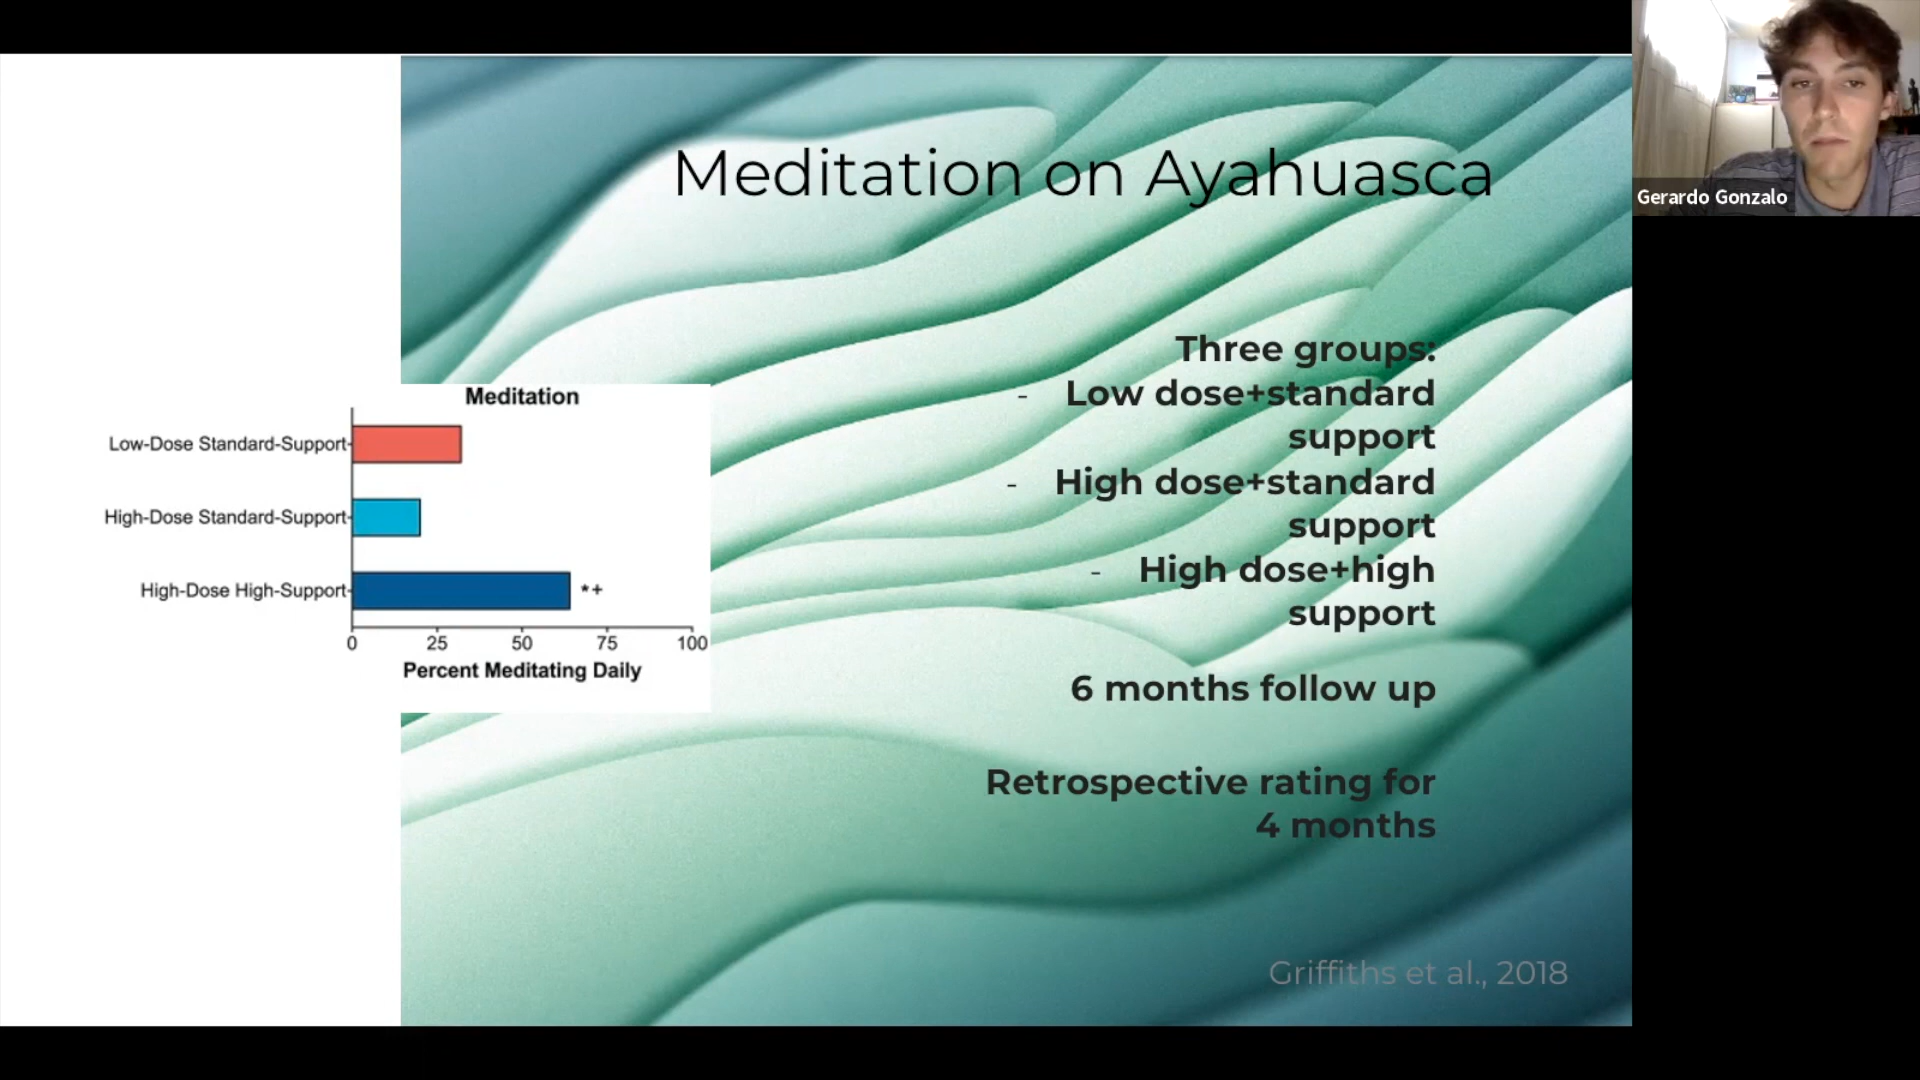 Meditation on Ayahuasca
Gerardo Gonzalo
Meditation
Low-Dose Standard-Support
High-Dose Standard-Support
High-Dose High-Support
*+
0 25 50 75 100
Percent Meditating Daily
Three groups:
- Low dose+standard
support
- High dose+standard
support
- High dose+high
support
6 months follow up
Retrospective rating for
4 months
Griffiths et al., 2018